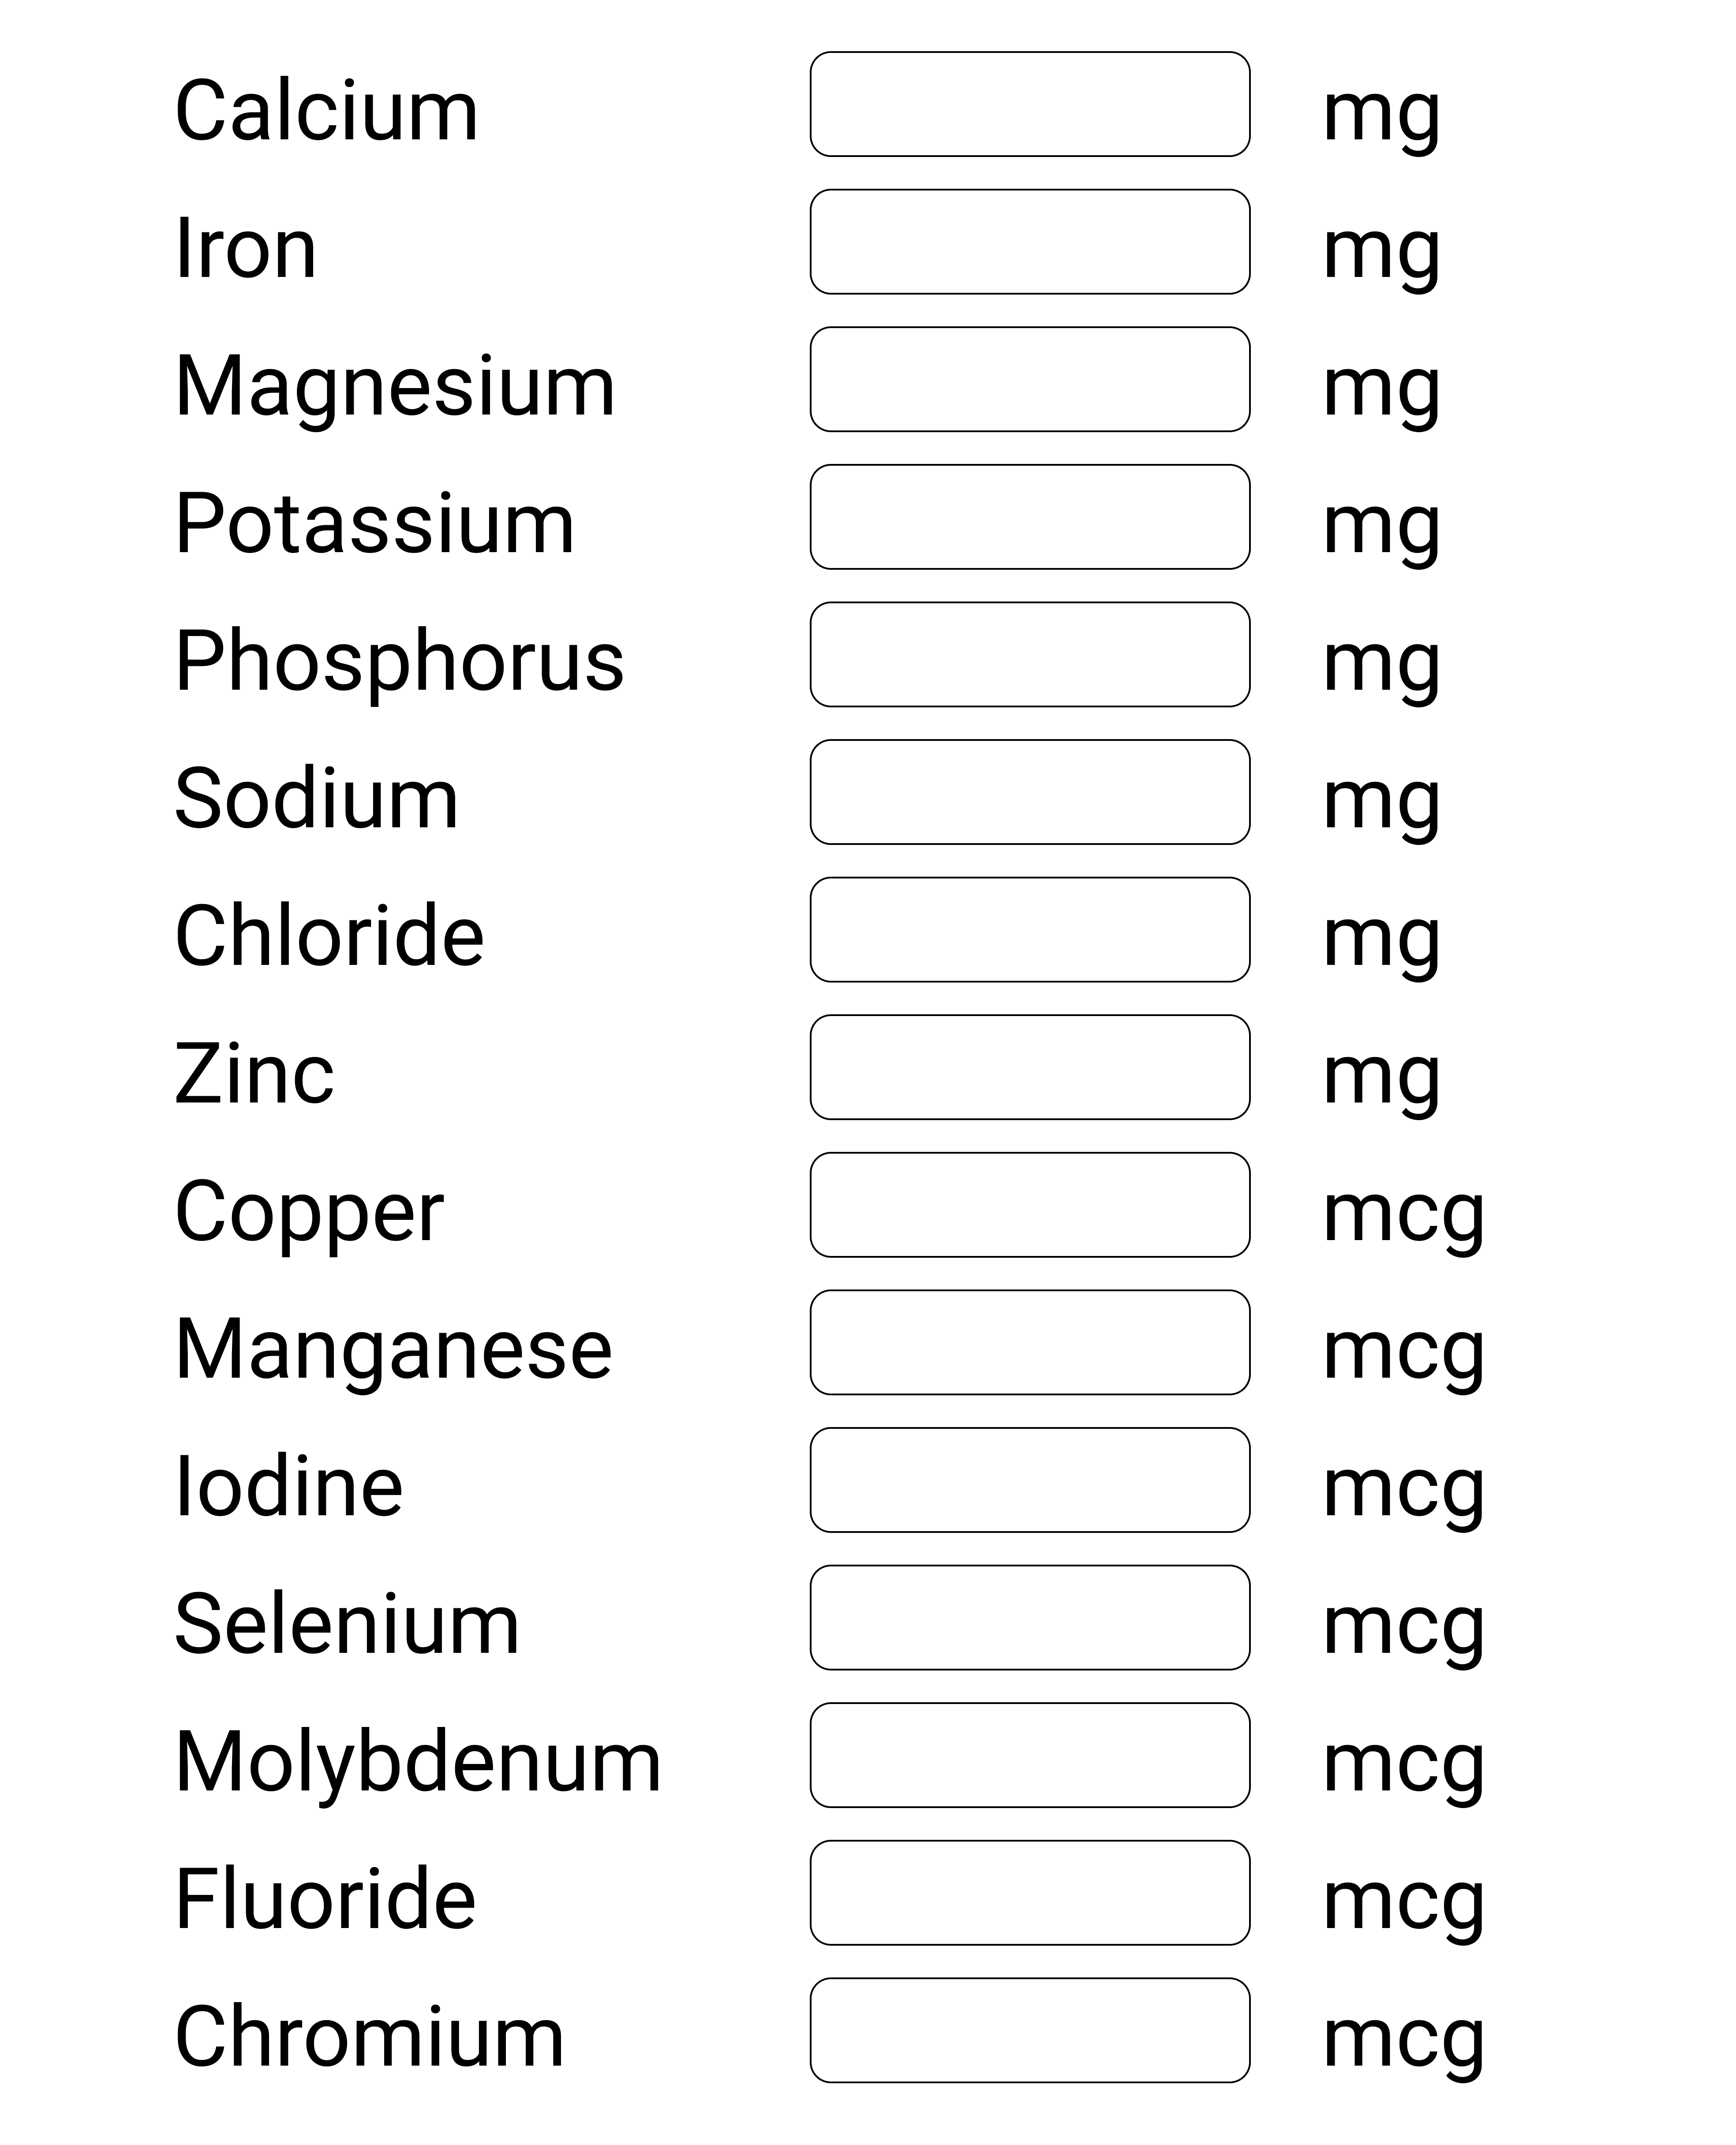 Calcium mg
Iron mg
Magnesium mg
Potassium mg
Phosphorus mg
Sodium mg
Chloride mg
Zinc mg
Copper mcg
Manganese mcg
Iodine mcg
Selenium mcg
Molybdenum mcg
Fluoride mcg
Chromium mcg